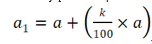 a₁ = a + (k/100 × a)